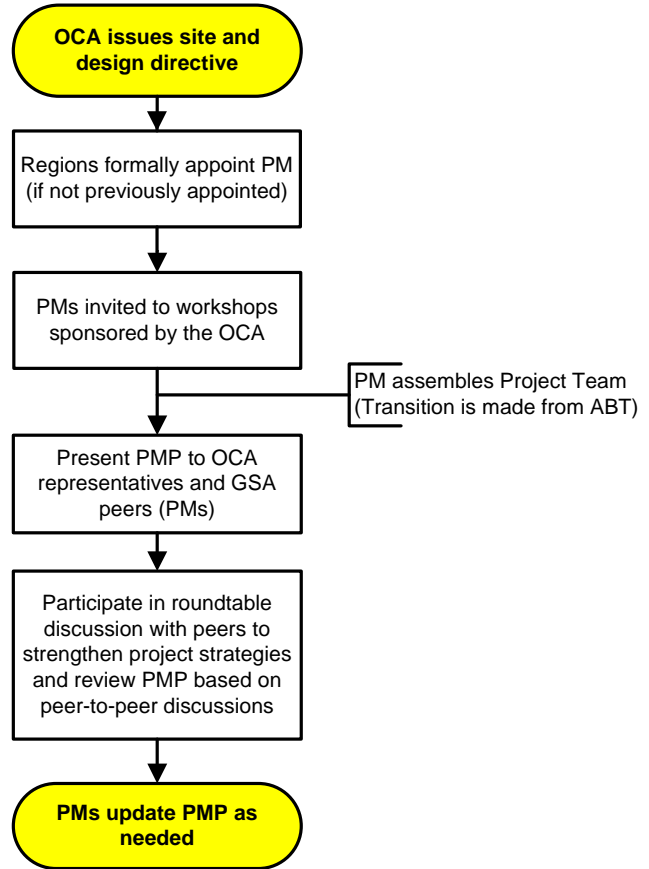 OCA issues site and
design directive
Regions formally appoint PM
(if not previously appointed)
PMs invited to workshops
sponsored by the OCA
PM assembles Project Team
(Transition is made from ABT)
Present PMP to OCA
representatives and GSA
peers (PMs)
Participate in roundtable
discussion with peers to
strengthen project strategies
and review PMP based on
peer-to-peer discussions
PMs update PMP as
needed